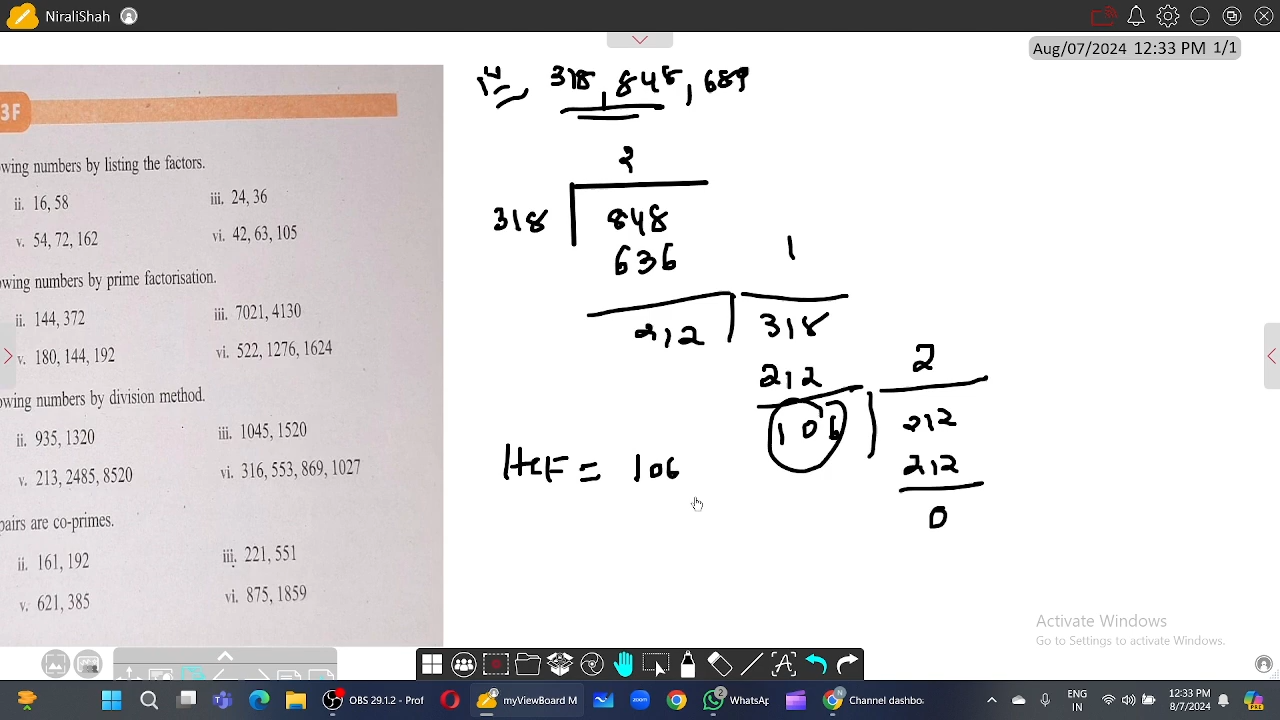 NiraliShah
Aug/07/2024 12:33 PM 1/1
3F
owing numbers by listing the factors.
ii. 16, 58
iii. 24, 36
v. 54, 72, 162
vi. 42, 63, 105
owing numbers by prime factorisation.
ii. 144, 372
iii. 7021, 4130
v. 180, 144, 192
vi. 522, 1276, 1624
owing numbers by division method.
ii. 935, 1320
iii. 1045, 1520
v. 213, 2485, 8520
vi. 316, 553, 869, 1027
pairs are co-primes.
ii. 161, 192
iii. 221, 551
v. 621, 385
vi. 875, 1859
318, 848, 689
2
318 848
636
1
212 318
212
2
106 212
212
0
HCF = 106
Activate Windows
Go to Settings to activate Windows.
OBS 29.1.2 - Prof
myViewBoard M
WhatsAp
Channel dashbo
ENG
IN
12:33 PM
8/7/2024